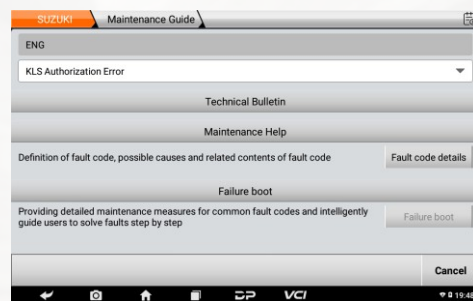 SUZUKI
Maintenance Guide
ENG
KLS Authorization Error
Technical Bulletin
Maintenance Help
Definition of fault code, possible causes and related contents of fault code
Fault code details
Failure boot
Providing detailed maintenance measures for common fault codes and intelligently
guide users to solve faults step by step
Failure boot
Cancel
DP
VCI